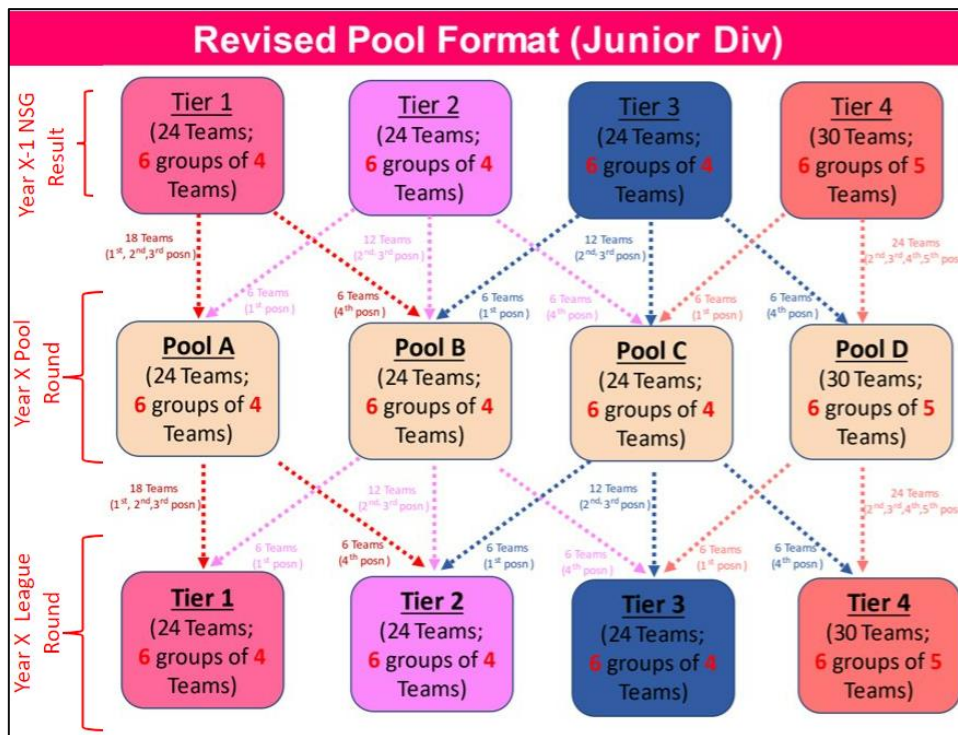 Revised Pool Format (Junior Div)
Year X-1 NSG
Result
Tier 1
(24 Teams;
6 groups of 4
Teams)
Tier 2
(24 Teams;
6 groups of 4
Teams)
Tier 3
(24 Teams;
6 groups of 4
Teams)
Tier 4
(30 Teams;
6 groups of 5
Teams)
18 Teams
(1st, 2nd,3rd posn)
12 Teams
(2nd, 3rd posn)
12 Teams
(2nd, 3rd posn)
24 Teams
(2nd,3rd,4th,5th pos
6 Teams
(1st posn)
6 Teams
(4th posn)
6 Teams
(1st posn)
6 Teams
(4th posn)
6 Teams
(1st posn)
6 Teams
(4th posn)
Year X Pool
Round
Pool A
(24 Teams;
6 groups of 4
Teams)
Pool B
(24 Teams;
6 groups of 4
Teams)
Pool C
(24 Teams;
6 groups of 4
Teams)
Pool D
(30 Teams;
6 groups of 5
Teams)
18 Teams
(1st, 2nd,3rd posn)
12 Teams
(2nd, 3rd posn)
12 Teams
(2nd, 3rd posn)
24 Teams
(2nd,3rd,4th,5th pos
6 Teams
(1st posn)
6 Teams
(4th posn)
6 Teams
(1st posn)
6 Teams
(4th posn)
6 Teams
(1st posn)
6 Teams
(4th posn)
Year X League
Round
Tier 1
(24 Teams;
6 groups of 4
Teams)
Tier 2
(24 Teams;
6 groups of 4
Teams)
Tier 3
(24 Teams;
6 groups of 4
Teams)
Tier 4
(30 Teams;
6 groups of 5
Teams)